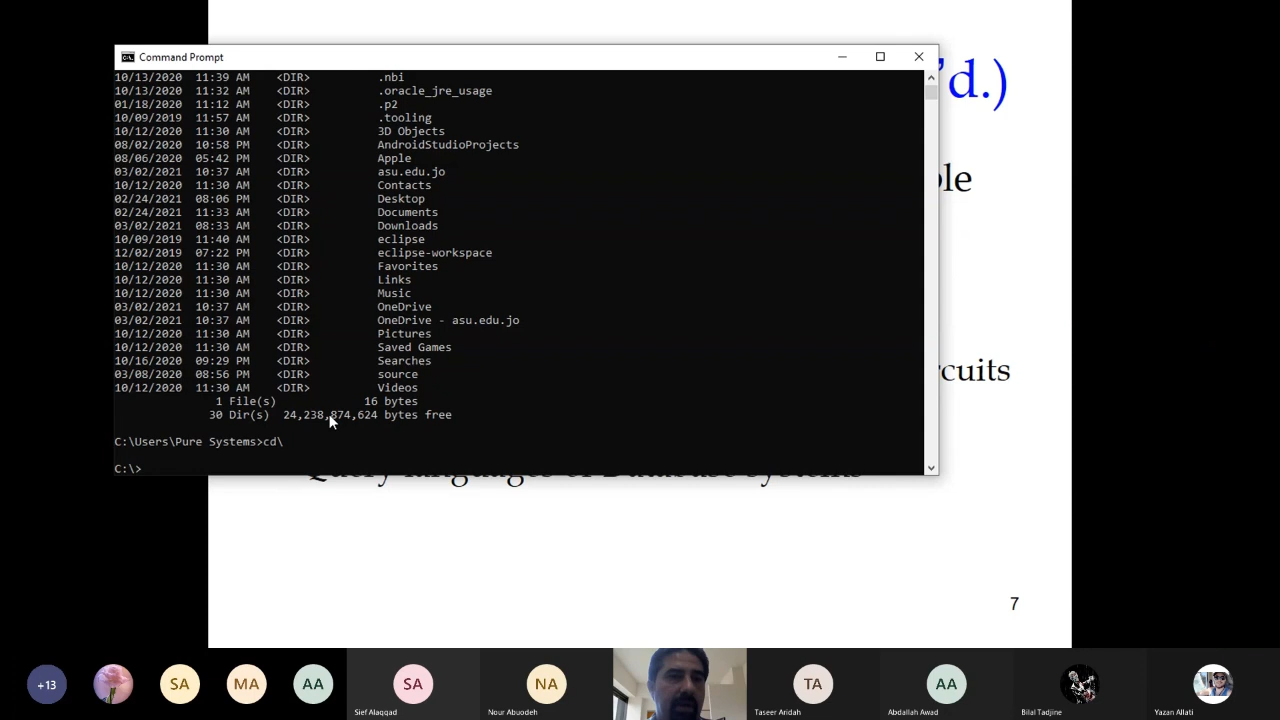 Command Prompt
'd.)
10/13/2020 11:39 AM <DIR> .nbi
10/13/2020 11:32 AM <DIR> .oracle_jre_usage
01/18/2020 11:12 AM <DIR> .p2
10/09/2019 11:57 AM <DIR> .tooling
10/12/2020 11:30 AM <DIR> 3D Objects
08/02/2020 10:58 PM <DIR> AndroidStudioProjects
08/06/2020 05:42 PM <DIR> Apple
03/02/2021 10:37 AM <DIR> asu.edu.jo
10/12/2020 11:30 AM <DIR> Contacts
02/24/2021 08:06 PM <DIR> Desktop
02/24/2021 11:33 AM <DIR> Documents
03/02/2021 08:33 AM <DIR> Downloads
10/09/2019 11:40 AM <DIR> eclipse
12/02/2019 07:22 PM <DIR> eclipse-workspace
10/12/2020 11:30 AM <DIR> Favorites
10/12/2020 11:30 AM <DIR> Links
10/12/2020 11:30 AM <DIR> Music
03/02/2021 10:37 AM <DIR> OneDrive
03/02/2021 10:37 AM <DIR> OneDrive - asu.edu.jo
10/12/2020 11:30 AM <DIR> Pictures
10/12/2020 11:30 AM <DIR> Saved Games
10/16/2020 09:29 PM <DIR> Searches
03/08/2020 08:56 PM <DIR> source
10/12/2020 11:30 AM <DIR> Videos
1 File(s) 16 bytes
30 Dir(s) 24,238,874,624 bytes free
C:\Users\Pure Systems>cd\
C:\>
ble
rcuits
Query languages of Database systems
7
+13
SA
MA
AA
SA
Sief Alaqqad
NA
Nour Abuodeh
TA
Taseer Aridah
AA
Abdallah Awad
Bilal Tadjine
Yazan Allati